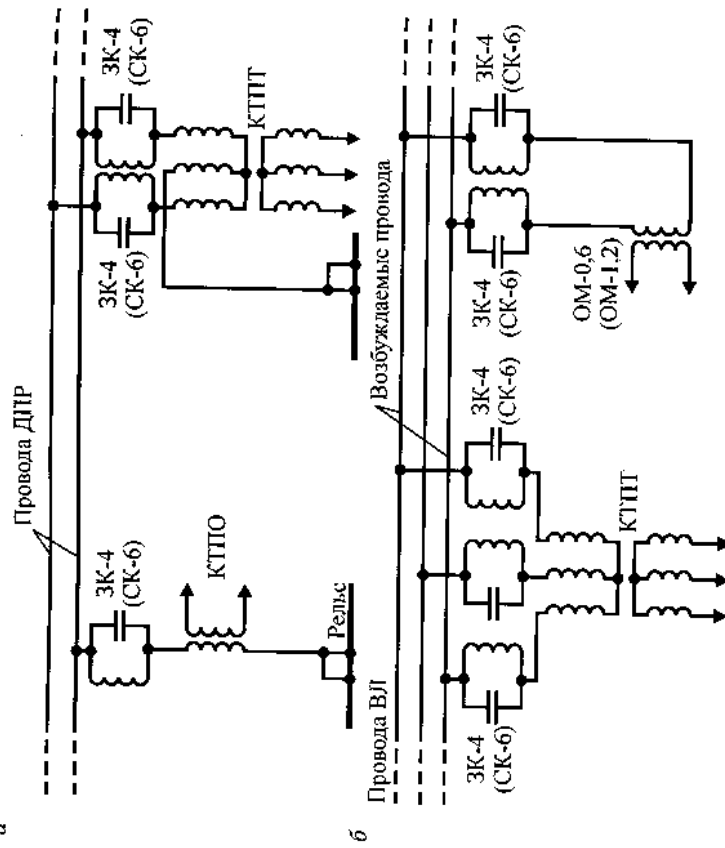 а
Провода ДПР
ЗК-4
(СК-6)
КТПО
Рельс
ЗК-4
(СК-6)
ЗК-4
(СК-6)
КТПТ
б
Провода ВЛ
Возбуждаемые провода
ЗК-4
(СК-6)
ЗК-4
(СК-6)
КТПТ
ЗК-4
(СК-6)
ЗК-4
(СК-6)
ОМ-0,6
(ОМ-1,2)